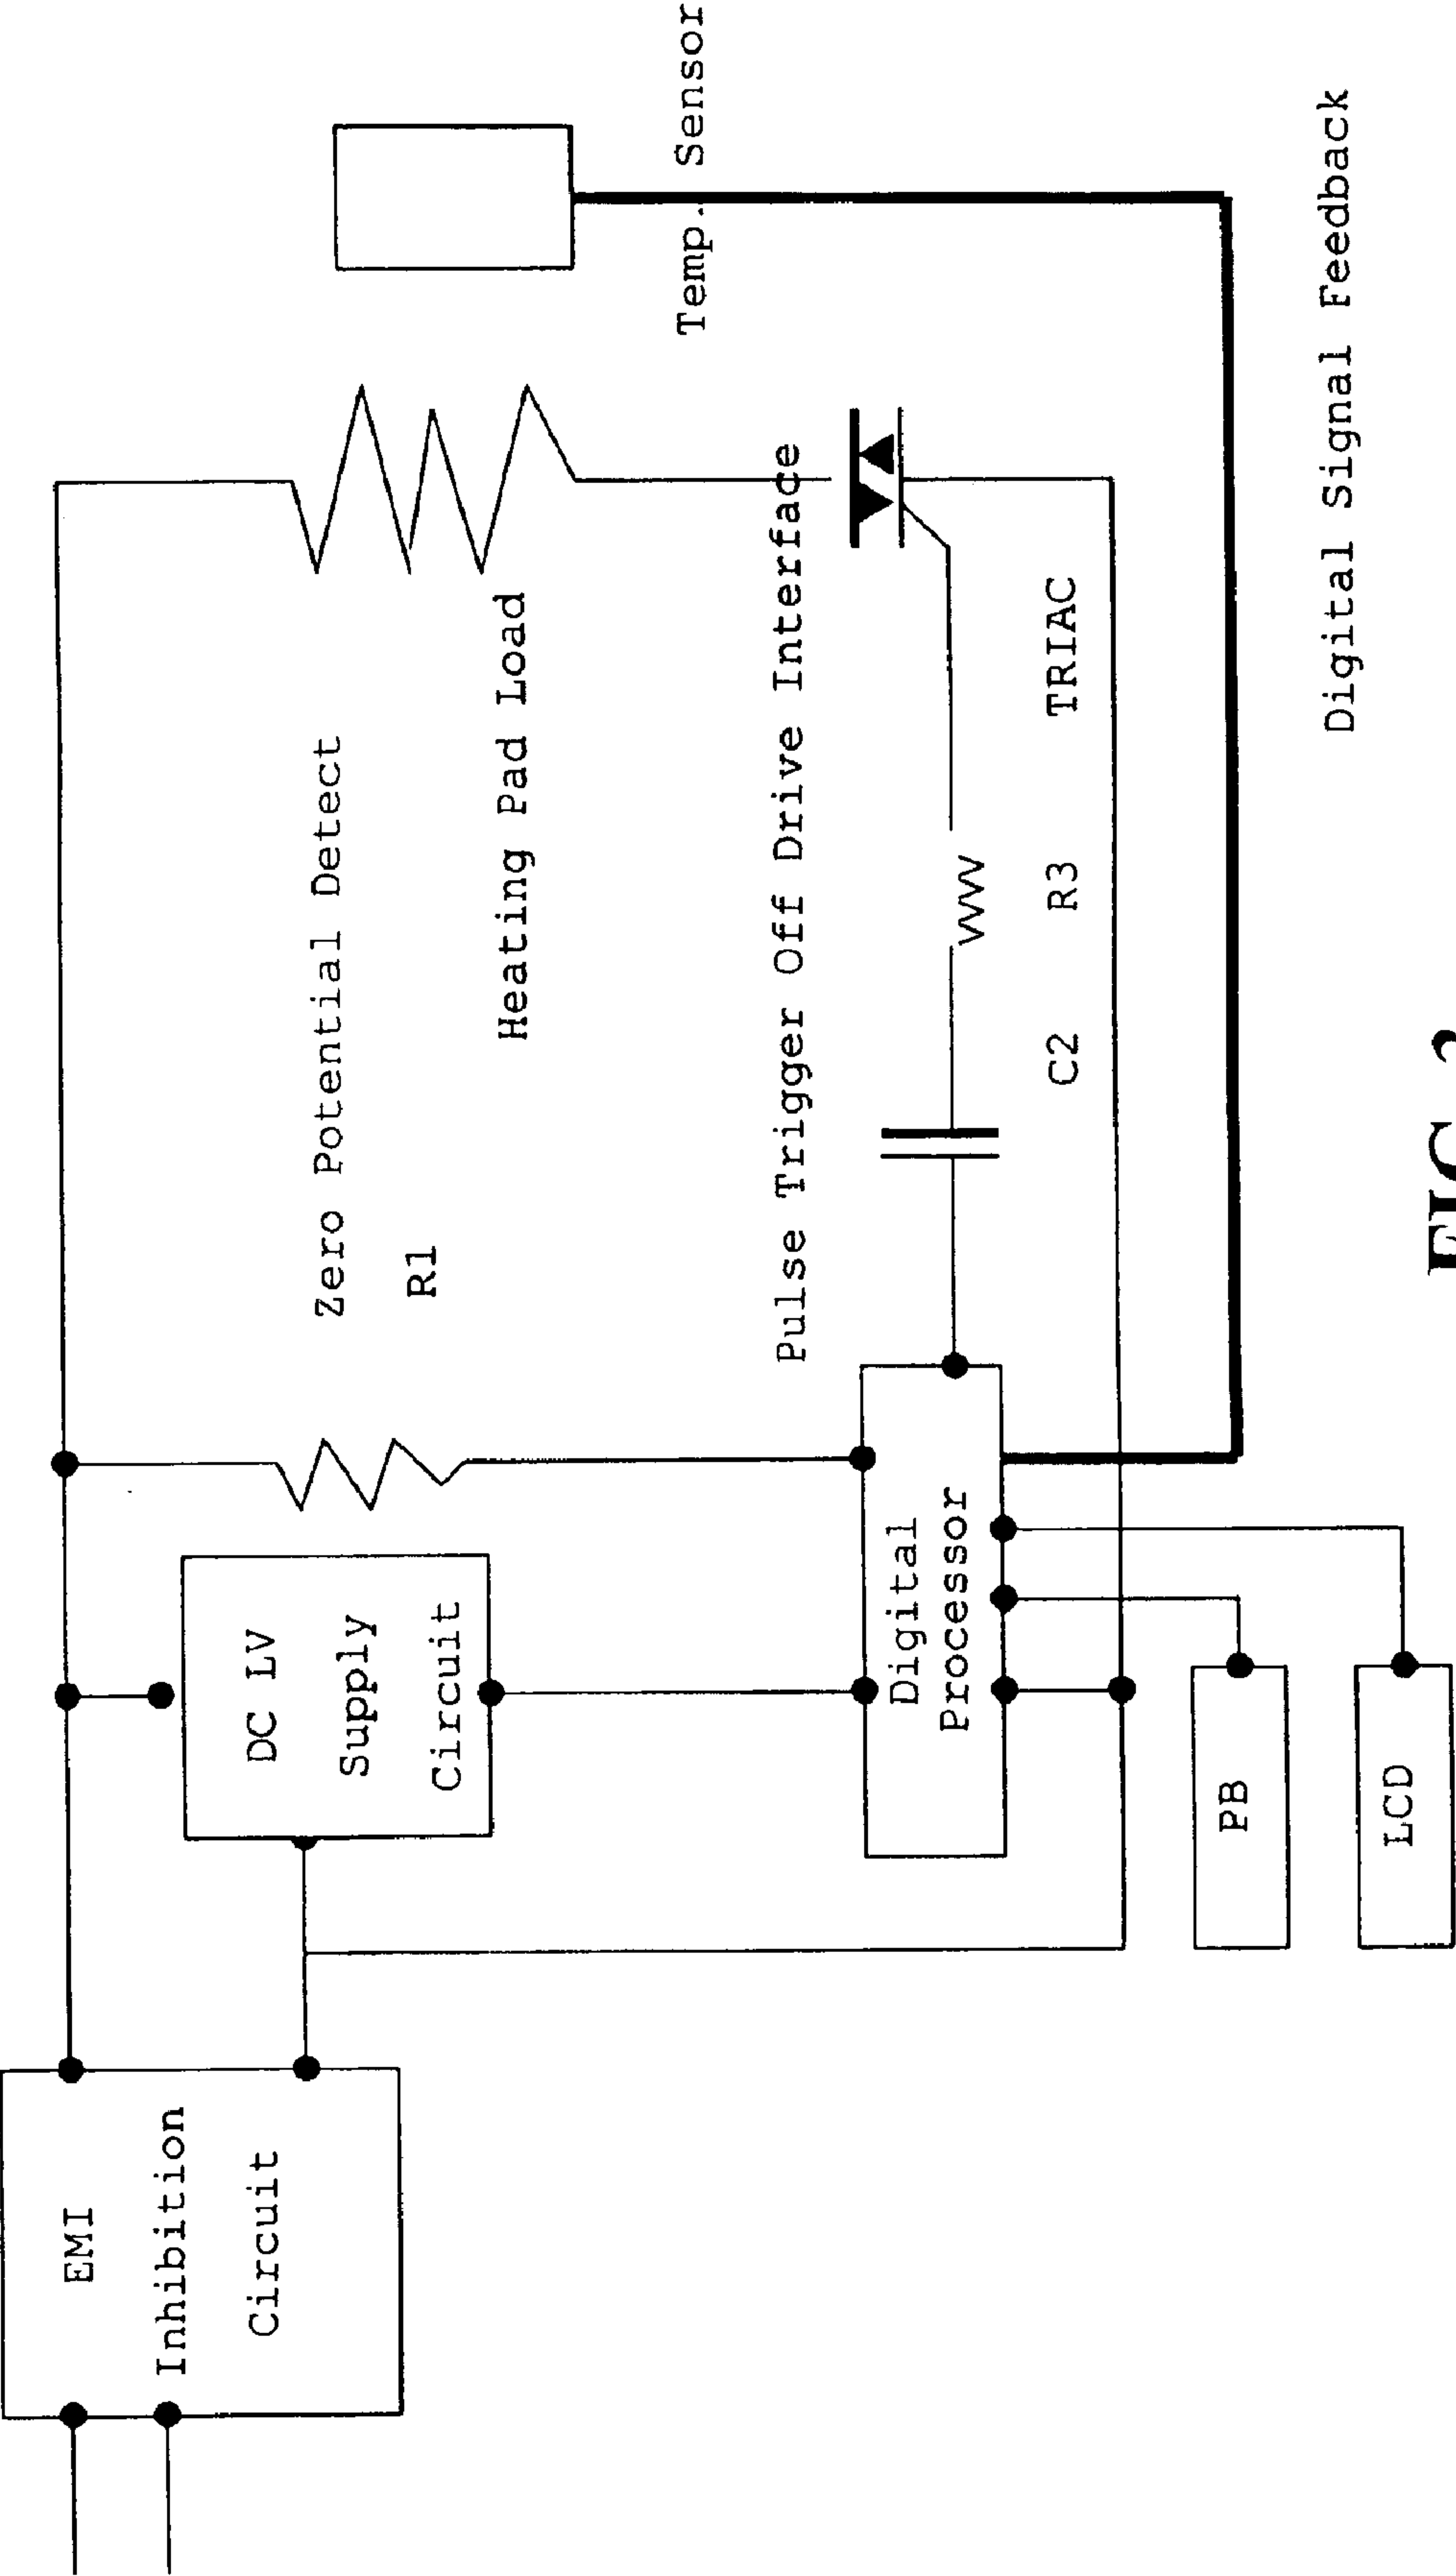 EMI
Inhibition
Circuit
DC LV
Supply
Circuit
Zero Potential Detect
R1
Heating Pad Load
Temp. Sensor
Pulse Trigger Off Drive Interface
Digital
Processor
C2 R3 TRIAC
PB
LCD
Digital Signal Feedback